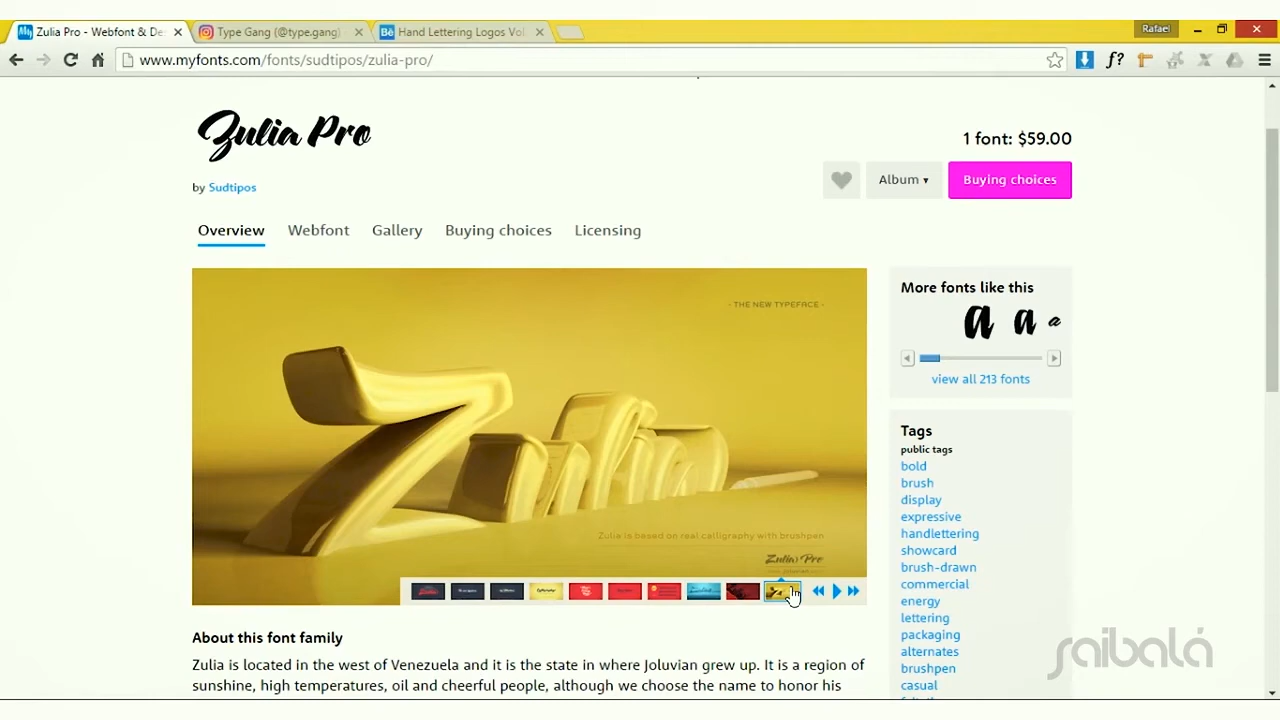 Zulia Pro - Webfont & De
Type Gang (@type.gang)
Hand Lettering Logos Vol
Rafael
www.myfonts.com/fonts/sudtipos/zulia-pro/
f?
Zulia Pro
1 font: $59.00
by Sudtipos
Album
Buying choices
Overview
Webfont
Gallery
Buying choices
Licensing
- THE NEW TYPEFACE -
Zulia
Zulia is based on real calligraphy with brushpen
Zulia Pro
More fonts like this
a a a
view all 213 fonts
Tags
public tags
bold
brush
display
expressive
handlettering
showcard
brush-drawn
commercial
energy
lettering
packaging
alternates
brushpen
casual
About this font family
Zulia is located in the west of Venezuela and it is the state in where Joluvian grew up. It is a region of
sunshine, high temperatures, oil and cheerful people, although we choose the name to honor his
saibalá